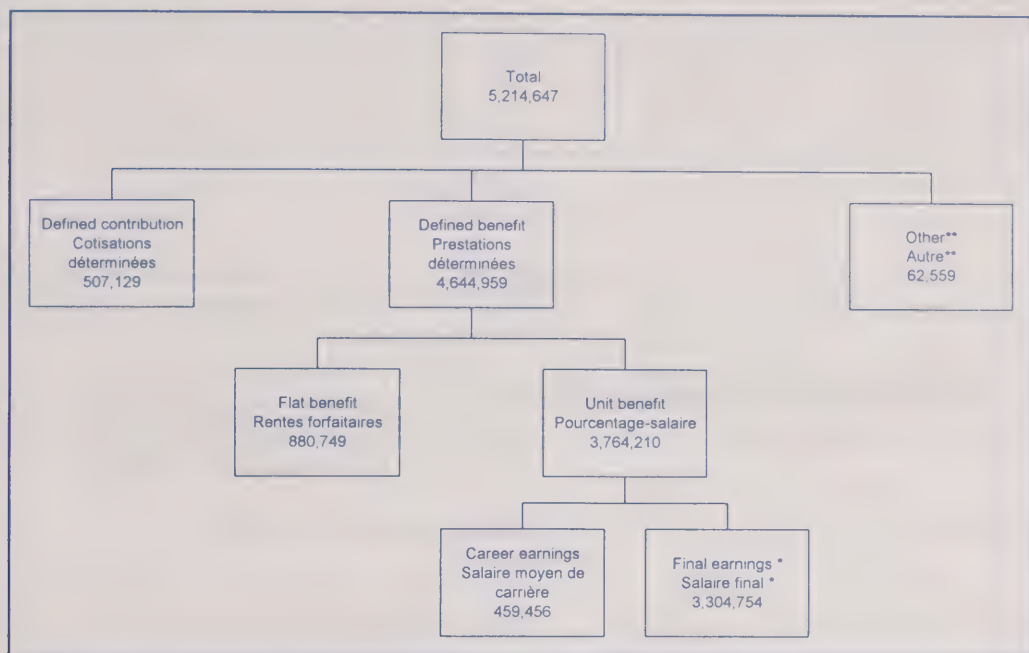 Total
5,214,647
Defined contribution
Cotisations
déterminées
507,129
Defined benefit
Prestations
déterminées
4,644,959
Other**
Autre**
62,559
Flat benefit
Rentes forfaitaires
880,749
Unit benefit
Pourcentage-salaire
3,764,210
Career earnings
Salaire moyen de
carrière
459,456
Final earnings *
Salaire final *
3,304,754